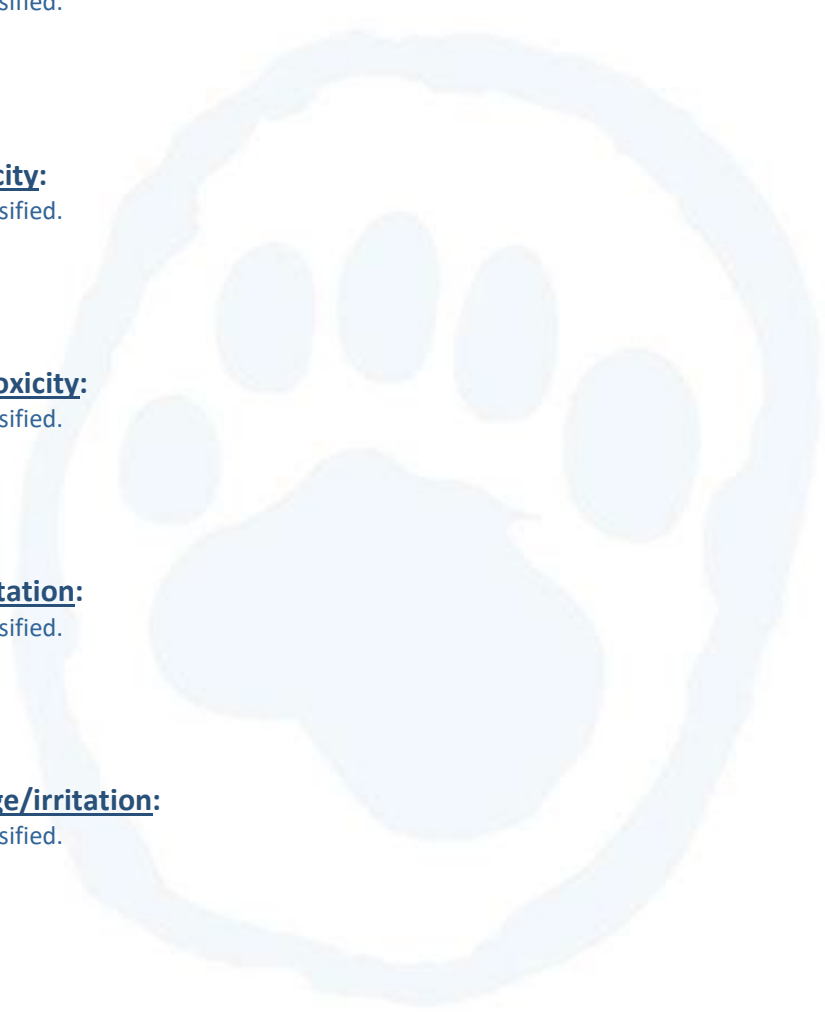 sified.
city:
sified.
oxicity:
sified.
tation:
sified.
ge/irritation:
sified.